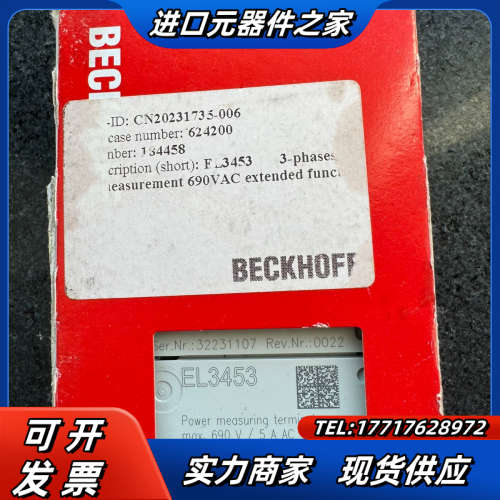 进口元器件之家
BECK
-ID: CN20231735-006
case number: 624200
nber: 184458
cription (short): EL3453 3-phases
easurement 690VAC extended func
BECKHOFF
Ser.Nr.:32231107 Rev.Nr.:0022
EL3453
Power measuring term
max. 690 V / 5 A AC
TEL:17717628972
可开
发票
实力商家 现货供应